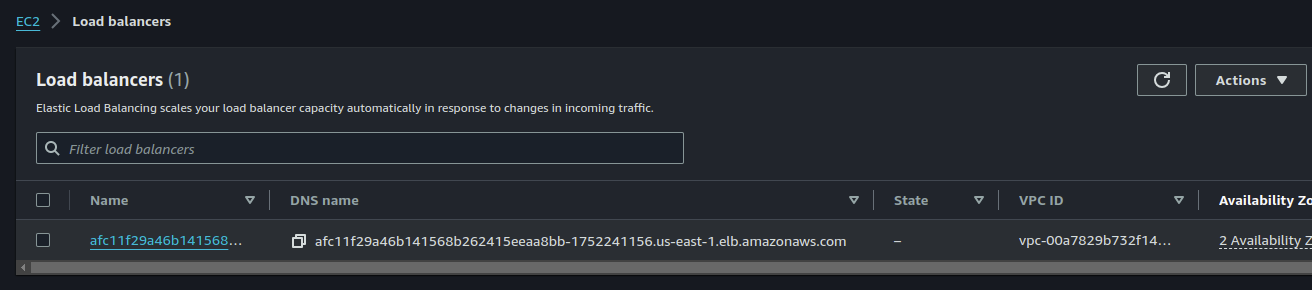 EC2 > Load balancers
Load balancers (1)
Actions
Elastic Load Balancing scales your load balancer capacity automatically in response to changes in incoming traffic.
Filter load balancers
Name DNS name State VPC ID Availability Zo
afc11f29a46b141568… afc11f29a46b141568b262415eeaa8bb-1752241156.us-east-1.elb.amazonaws.com – vpc-00a7829b732f14… 2 Availability Z